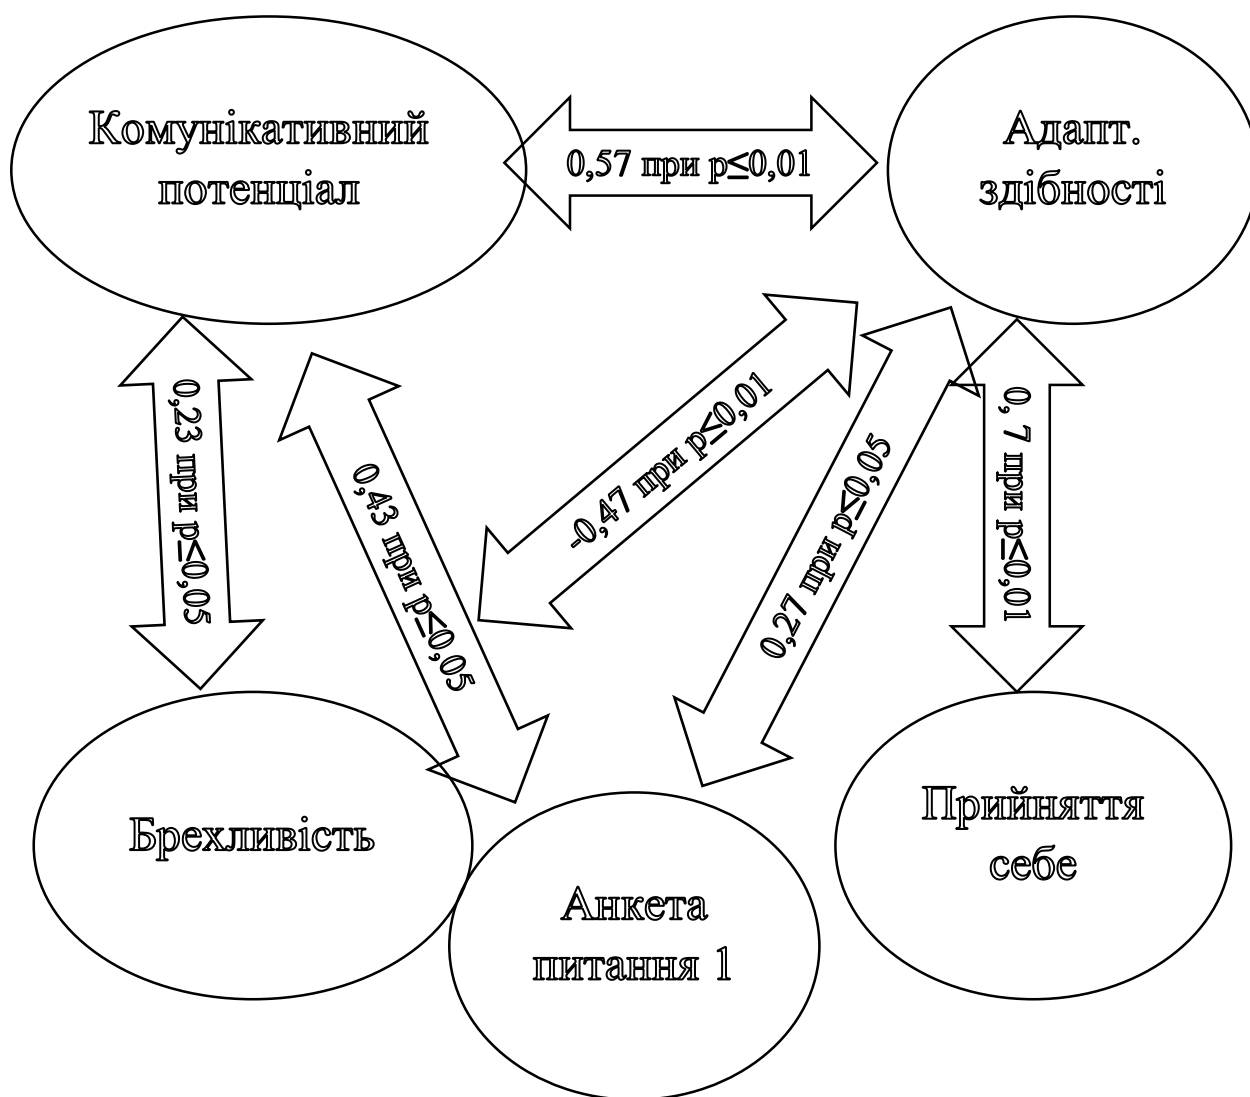 Комунікативний
потенціал
Адапт.
здібності
0,57 при р≤0,01
0,23 при р≤0,05
0,43 при р≤0,05
-0,47 при р≤0,01
0,27 при р≤0,05
0, 7 при р≤0,01
Брехливість
Анкета
питання 1
Прийняття
себе